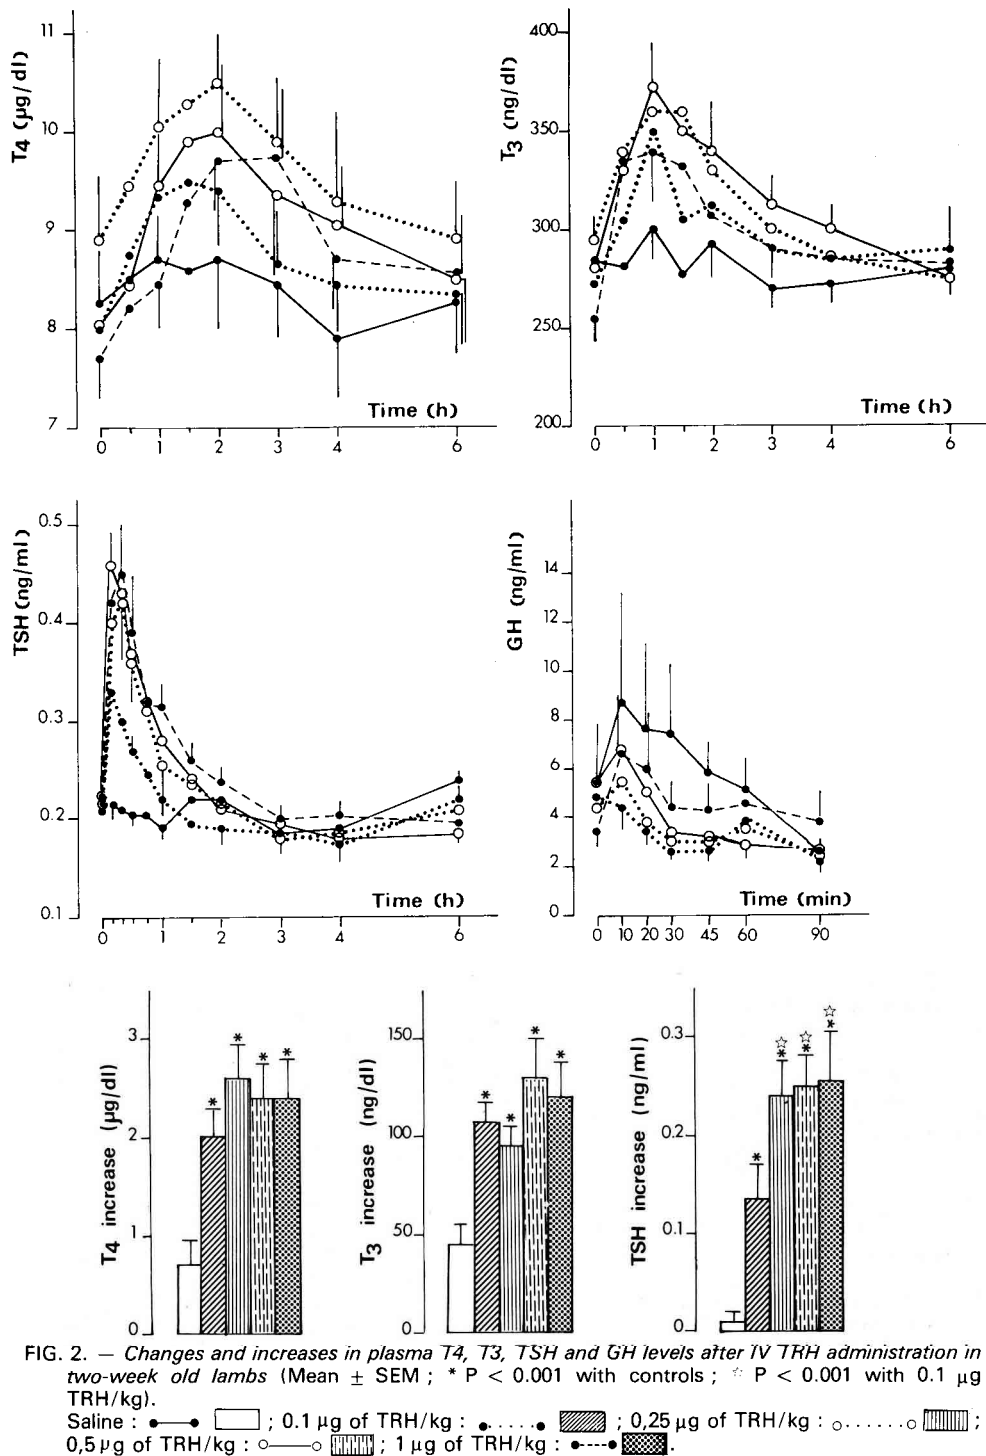 T4 (µg/dl)
11
10
9
8
7
Time (h)
0 1 2 3 4 6
T3 (ng/dl)
400
350
300
250
200
Time (h)
0 1 2 3 4 6
TSH (ng/ml)
0.5
0.4
0.3
0.2
0.1
Time (h)
0 1 2 3 4 6
GH (ng/ml)
14
12
10
8
6
4
2
0
Time (min)
0 10 20 30 45 60 90
T4 increase (µg/dl)
3
2
1
0
* * * *
T3 increase (ng/dl)
150
100
50
0
* * * *
TSH increase (ng/ml)
0.3
0.2
0.1
0.
* ☆* ☆* ☆*
FIG. 2. — Changes and increases in plasma T4, T3, TSH and GH levels after IV TRH administration in
two-week old lambs (Mean ± SEM ; * P < 0.001 with controls ; ☆ P < 0.001 with 0.1 µg
TRH/kg).
Saline : ; 0.1 µg of TRH/kg : ; 0,25 µg of TRH/kg : ;
0,5 µg of TRH/kg : ; 1 µg of TRH/kg : .